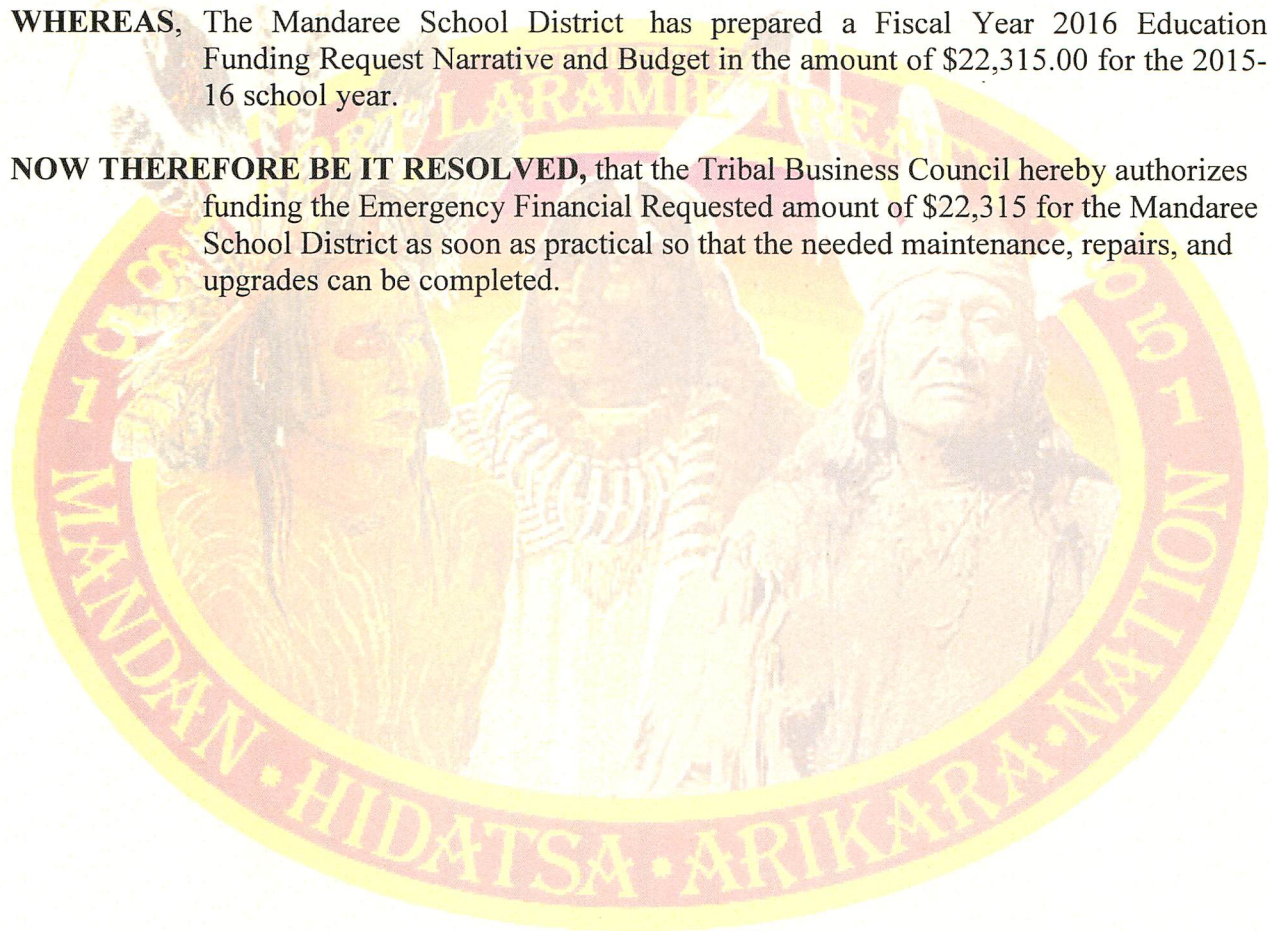 WHEREAS, The Mandaree School District has prepared a Fiscal Year 2016 Education
Funding Request Narrative and Budget in the amount of $22,315.00 for the 2015-
16 school year.
NOW THEREFORE BE IT RESOLVED, that the Tribal Business Council hereby authorizes
funding the Emergency Financial Requested amount of $22,315 for the Mandaree
School District as soon as practical so that the needed maintenance, repairs, and
upgrades can be completed.
LARAMIE
1851
1851
MANDAN • HIDATSA • ARIKARA • NATION